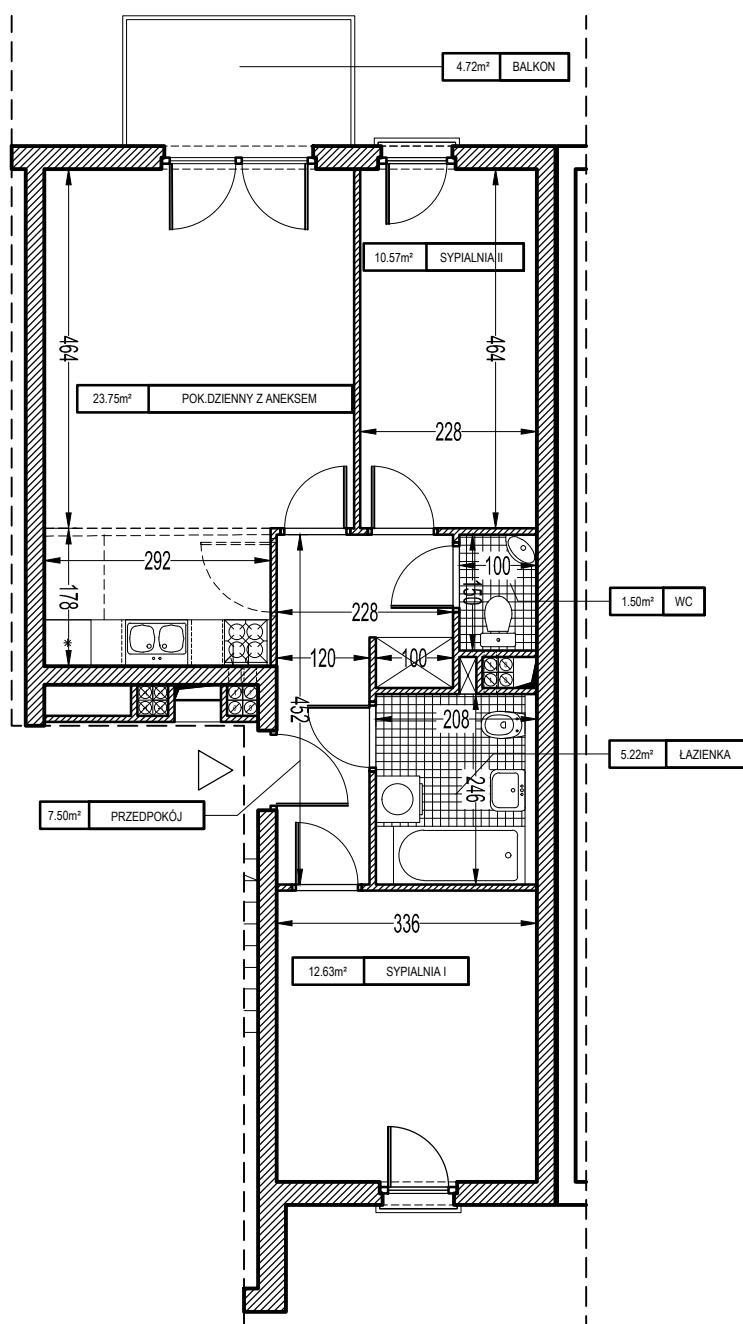 4.72m² BALKON
10.57m² SYPIALNIA II
464
464
23.75m² POK.DZIENNY Z ANEKSEM
228
292
178
100
150
1.50m² WC
228
120
100
452
208
5.22m² ŁAZIENKA
246
7.50m² PRZEDPOKÓJ
336
12.63m² SYPIALNIA I
*